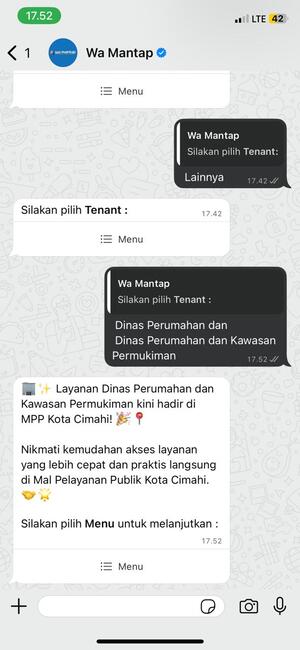 17.52
LTE 42
1
Wa Mantap
Menu
Wa Mantap
Silakan pilih Tenant:
Lainnya
17.42
Silakan pilih Tenant :
17.42
Menu
Wa Mantap
Silakan pilih Tenant :
Dinas Perumahan dan
Dinas Perumahan dan Kawasan
Permukiman
17.52
🏢✨ Layanan Dinas Perumahan dan
Kawasan Permukiman kini hadir di
MPP Kota Cimahi! 🎉📍
Nikmati kemudahan akses layanan
yang lebih cepat dan praktis langsung
di Mal Pelayanan Publik Kota Cimahi.
🤝🌟
Silakan pilih Menu untuk melanjutkan :
17.52
Menu